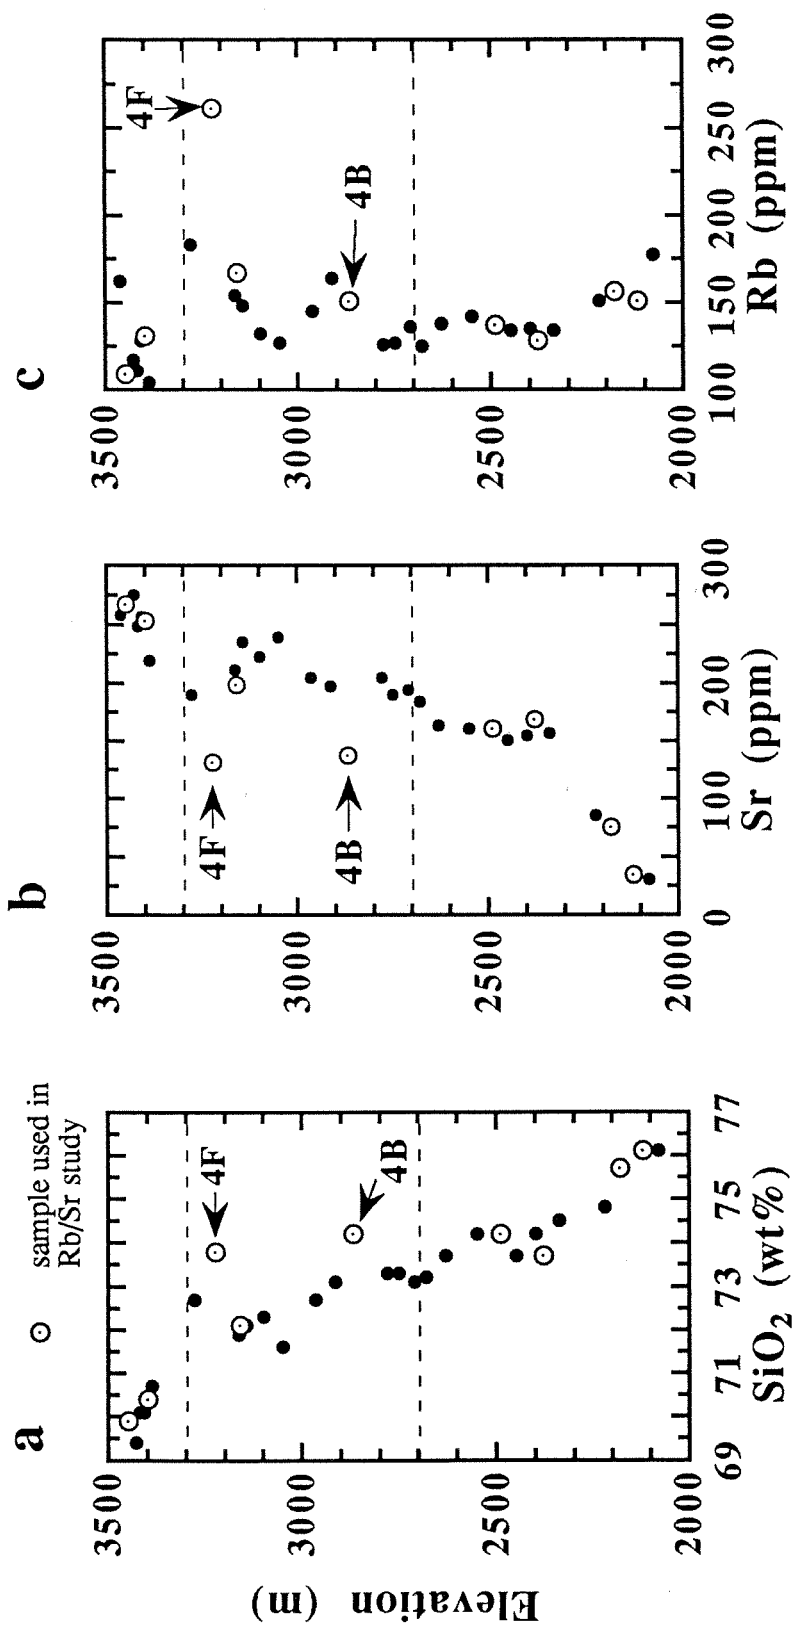 a
sample used in
Rb/Sr study
4F
4B
3500
3000
2500
2000
Elevation (m)
69 71 73 75 77
SiO2 (wt%)
b
4F
4B
3500
3000
2500
2000
0 100 200 300
Sr (ppm)
c
4F
4B
3500
3000
2500
2000
100 150 200 250 300
Rb (ppm)